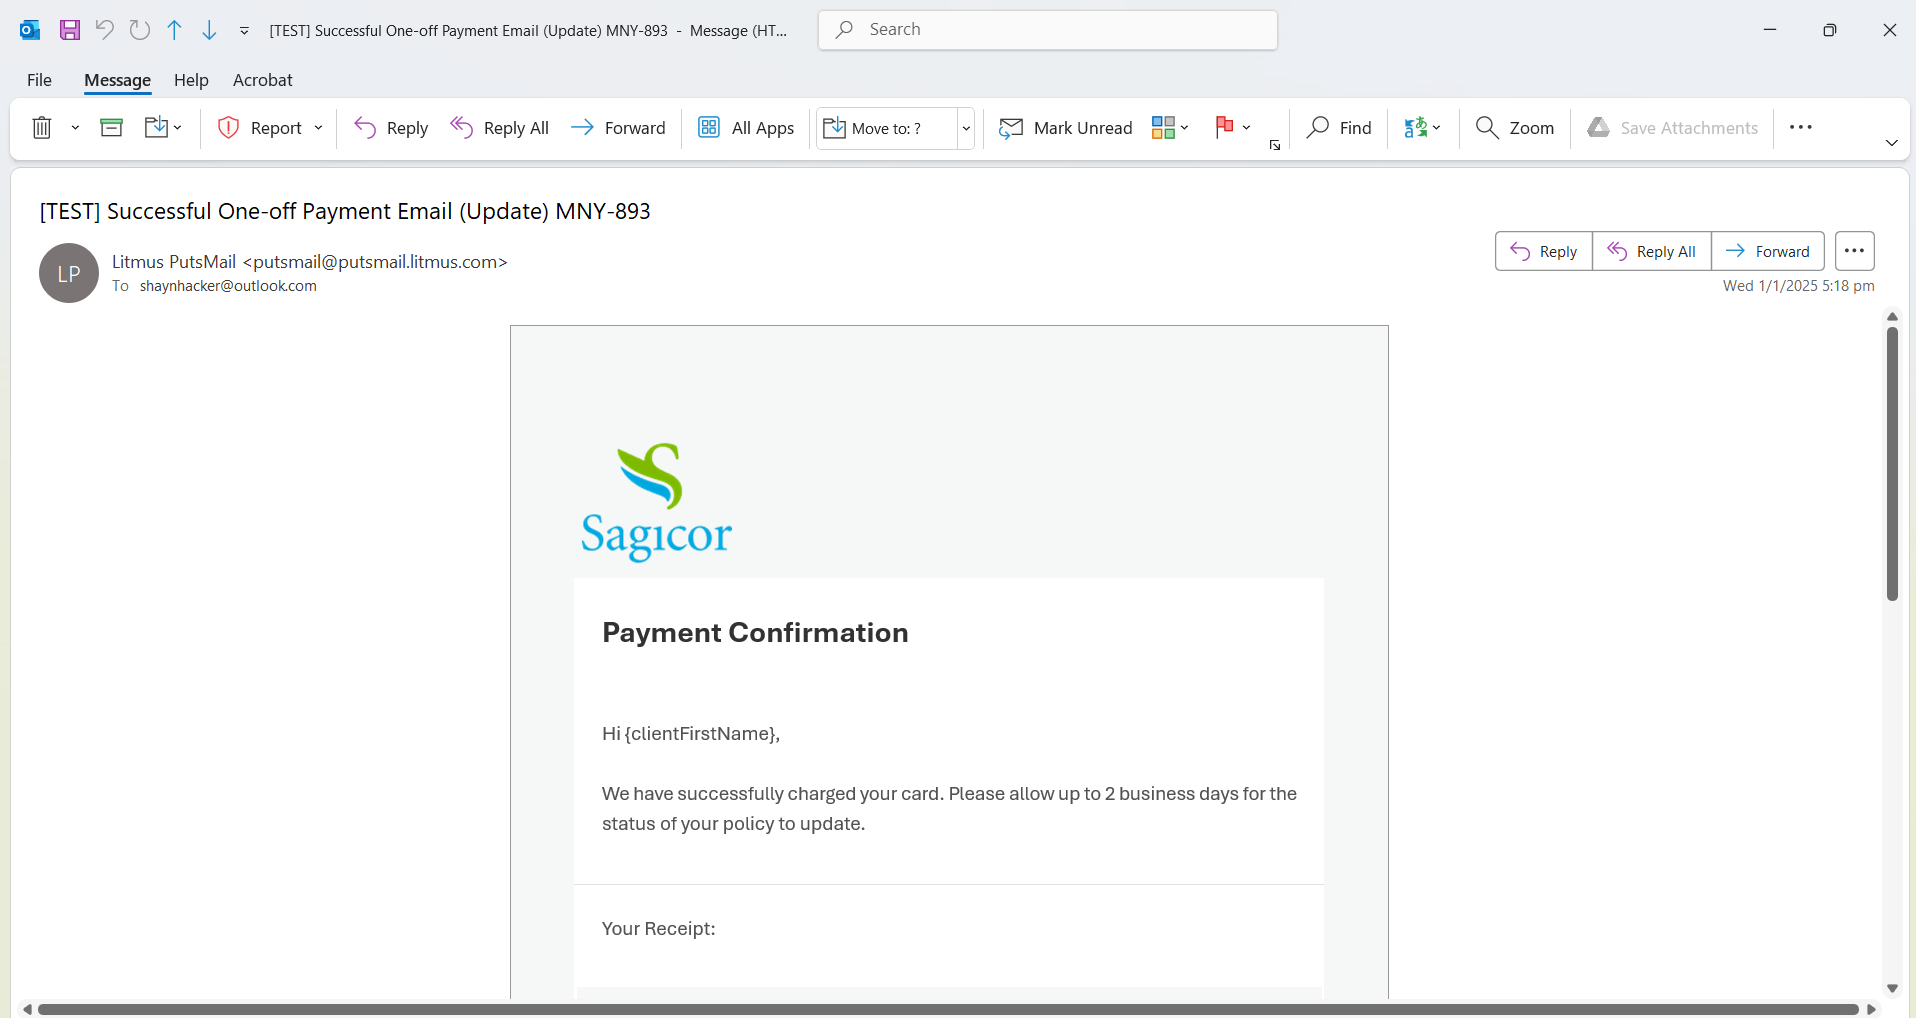 [TEST] Successful One-off Payment Email (Update) MNY-893 - Message (HT...
Search
File Message Help Acrobat
Report Reply Reply All Forward All Apps Move to: ? Mark Unread Find Zoom Save Attachments
[TEST] Successful One-off Payment Email (Update) MNY-893
LP
Litmus PutsMail <putsmail@putsmail.litmus.com>
To shaynhacker@outlook.com
Reply Reply All Forward
Wed 1/1/2025 5:18 pm
Sagicor
Payment Confirmation
Hi {clientFirstName},
We have successfully charged your card. Please allow up to 2 business days for the
status of your policy to update.
Your Receipt: